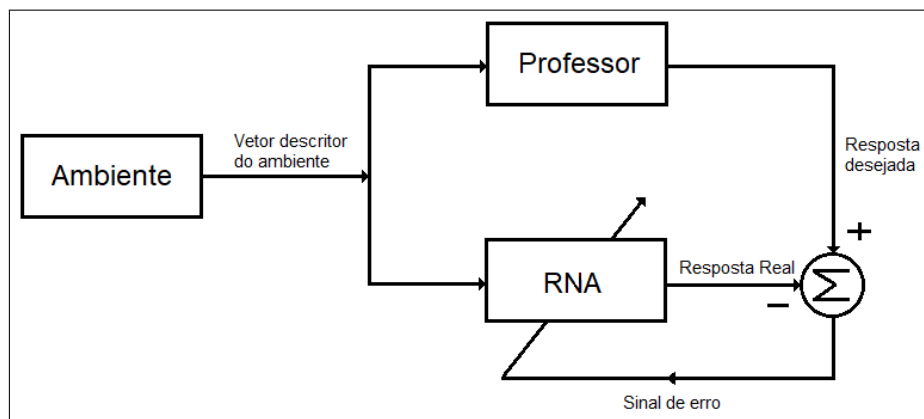 Professor
Vetor descritor
do ambiente
Ambiente
Resposta
desejada
+
RNA
Resposta Real
−
Σ
Sinal de erro